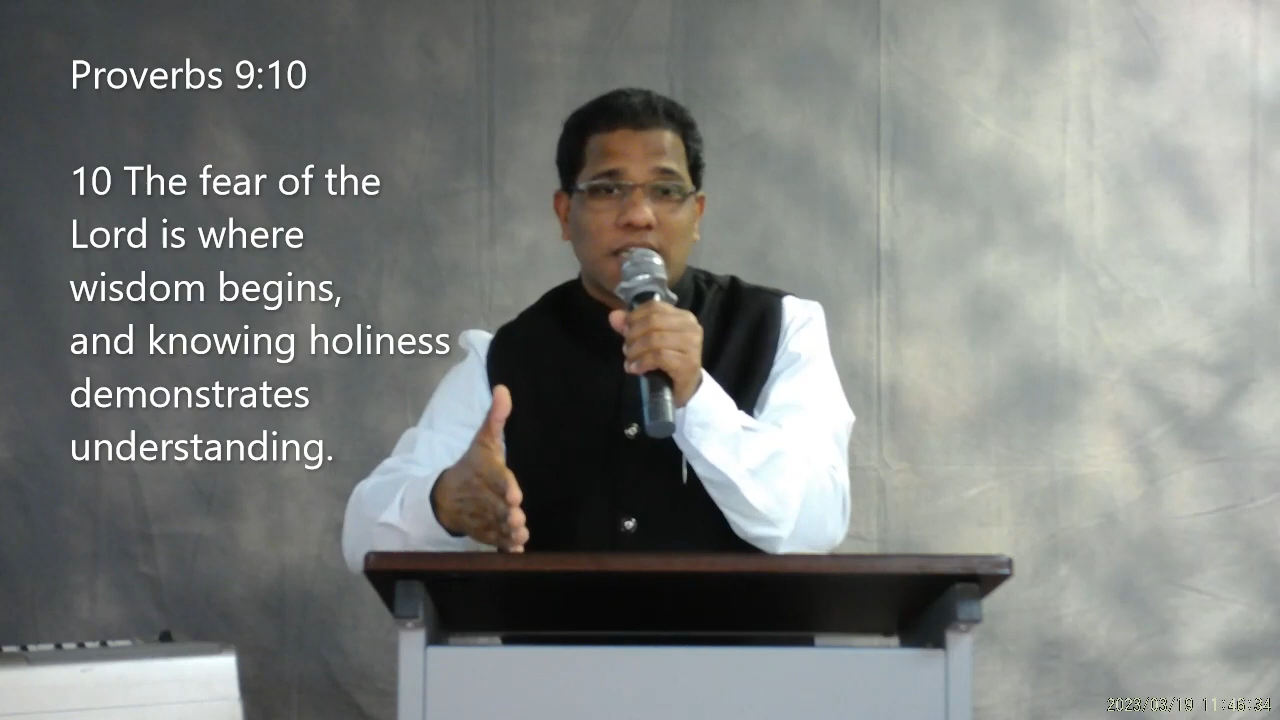 Proverbs 9:10
10 The fear of the
Lord is where
wisdom begins,
and knowing holiness
demonstrates
understanding.
2023/03/19 11:46:34